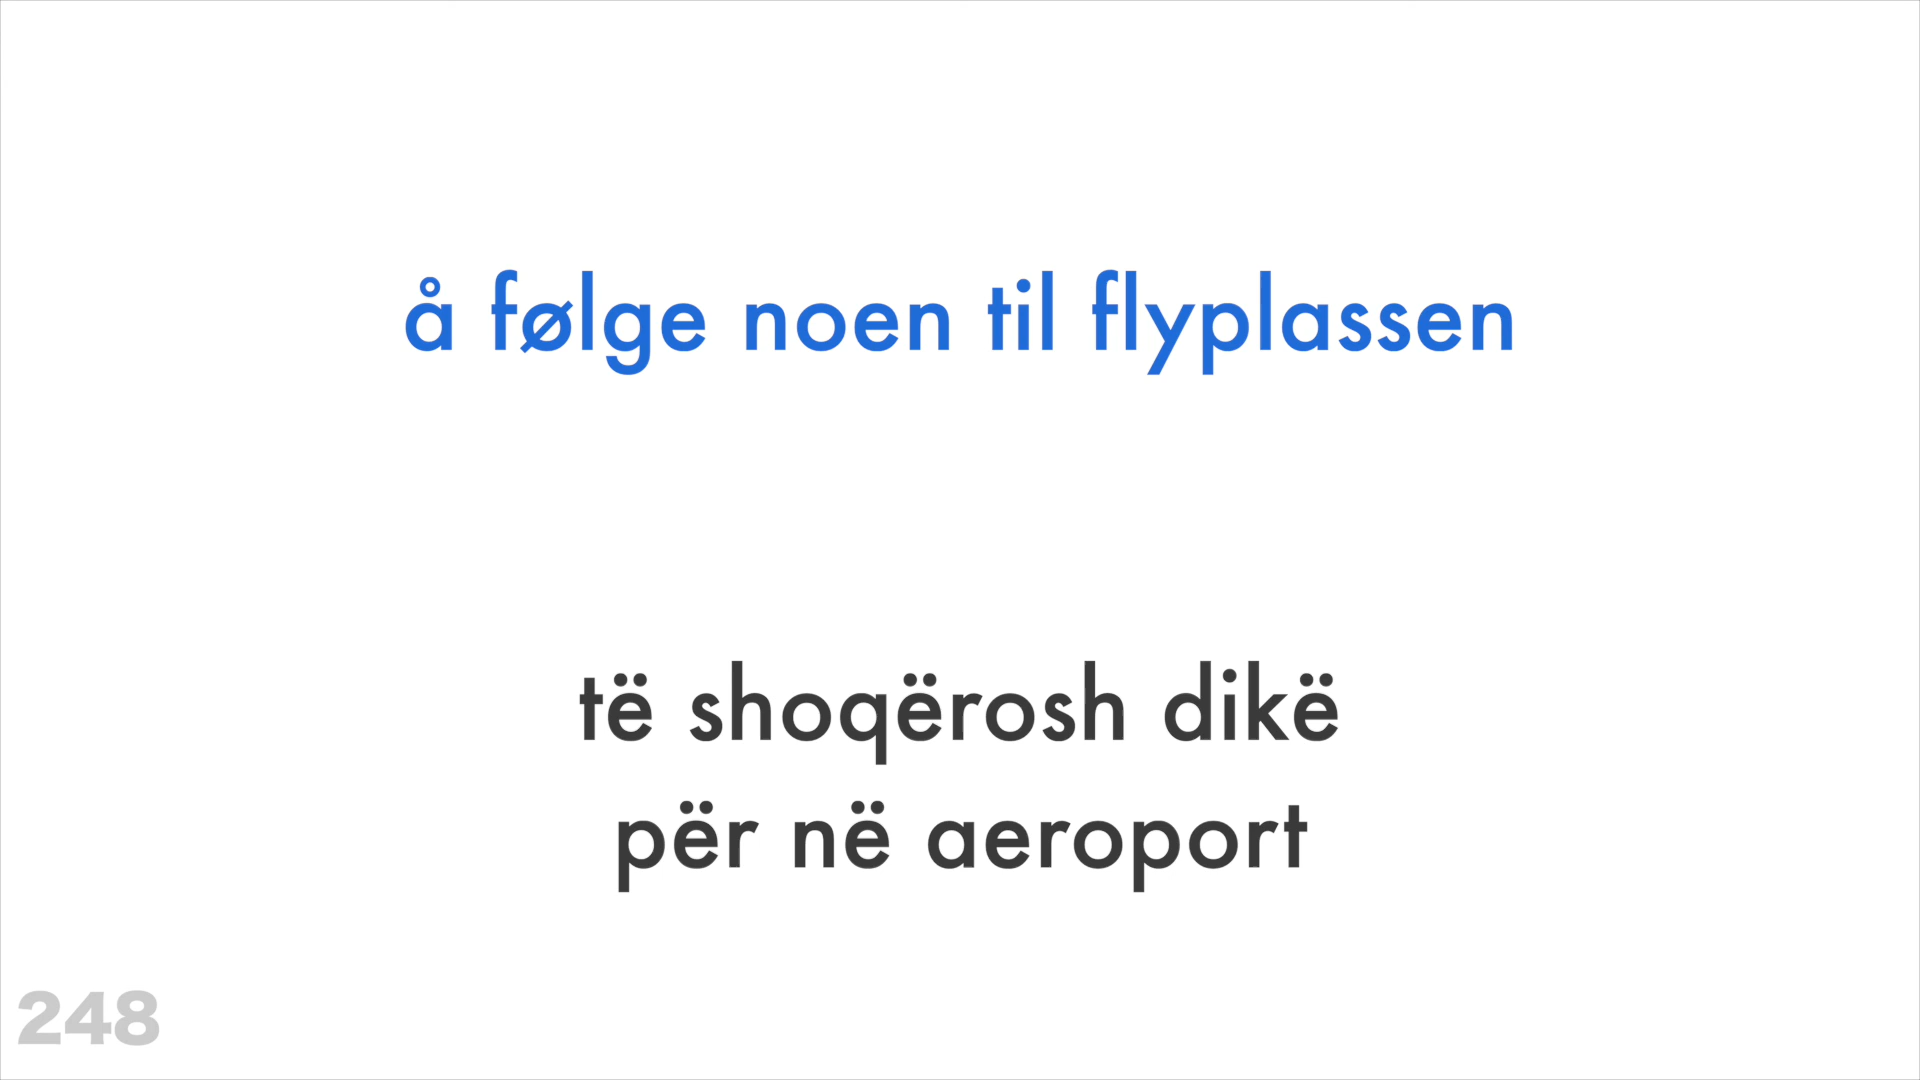 å følge noen til flyplassen
të shoqërosh dikë
për në aeroport
248